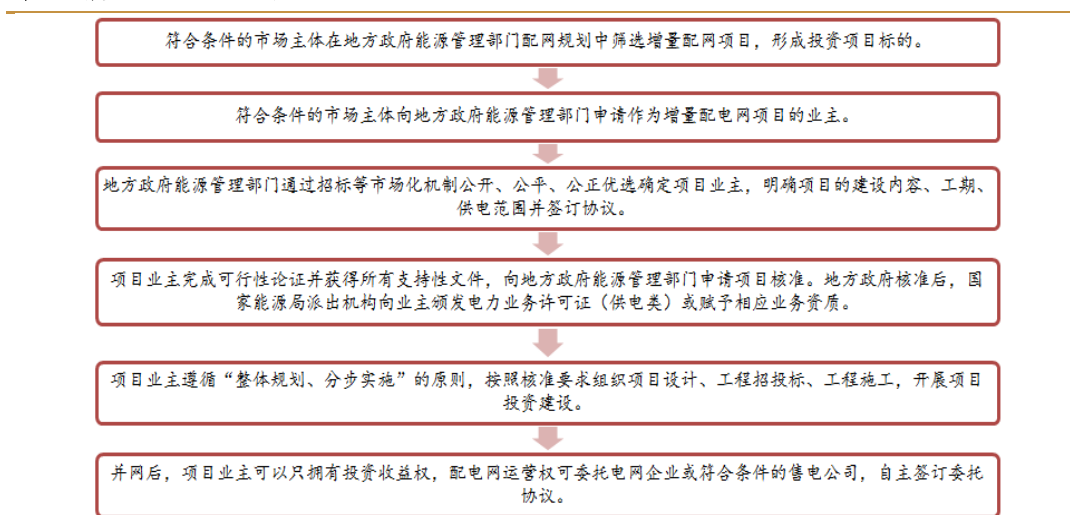 符合条件的市场主体在地方政府能源管理部门配网规划中筛选增量配网项目，形成投资项目标的。
符合条件的市场主体向地方政府能源管理部门申请作为增量配电网项目的业主。
地方政府能源管理部门通过招标等市场化机制公开、公平、公正优选确定项目业主，明确项目的建设内容、工期、
供电范围并签订协议。
项目业主完成可行性论证并获得所有支持性文件，向地方政府能源管理部门申请项目核准。地方政府核准后，国
家能源局派出机构向业主颁发电力业务许可证（供电类）或赋予相应业务资质。
项目业主遵循“整体规划、分步实施”的原则，按照核准要求组织项目设计、工程招投标、工程施工，开展项目
投资建设。
并网后，项目业主可以只拥有投资收益权，配电网运营权可委托电网企业或符合条件的售电公司，自主签订委托
协议。